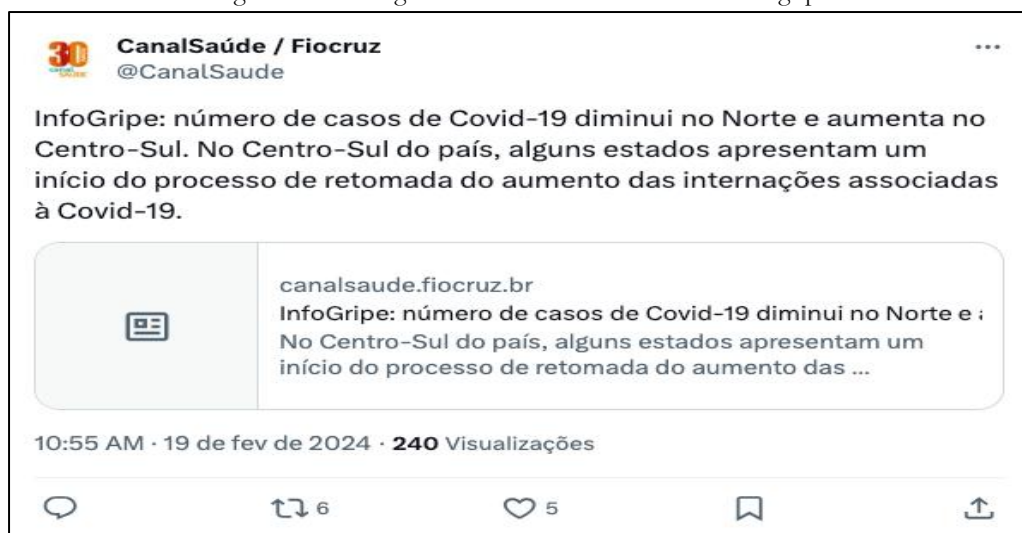 CanalSaúde / Fiocruz
@CanalSaude
InfoGripe: número de casos de Covid-19 diminui no Norte e aumenta no
Centro-Sul. No Centro-Sul do país, alguns estados apresentam um
início do processo de retomada do aumento das internações associadas
à Covid-19.
canalsaude.fiocruz.br
InfoGripe: número de casos de Covid-19 diminui no Norte e
No Centro-Sul do país, alguns estados apresentam um
início do processo de retomada do aumento das ...
10:55 AM · 19 de fev de 2024 · 240 Visualizações
6 5